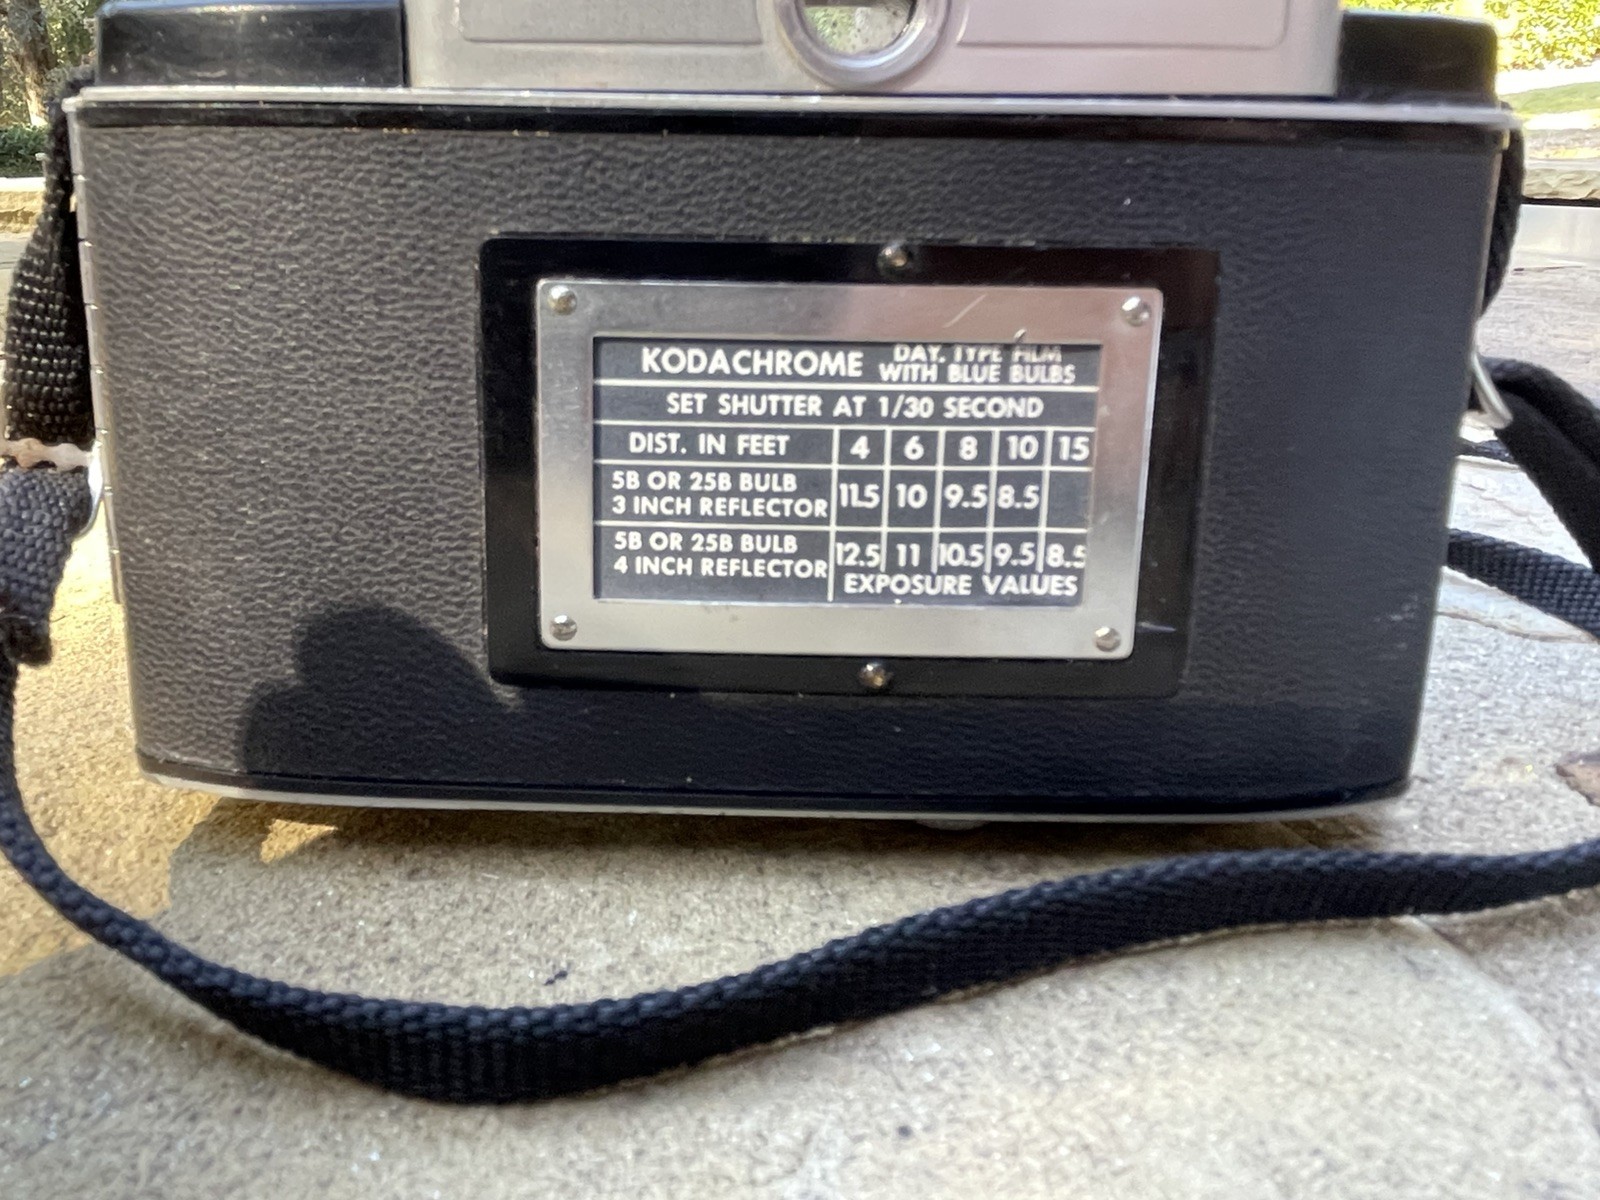 KODACHROME DAY. TYPE FILM
WITH BLUE BULBS
SET SHUTTER AT 1/30 SECOND
DIST. IN FEET 4 6 8 10 15
5B OR 25B BULB
3 INCH REFLECTOR 11.5 10 9.5 8.5
5B OR 25B BULB
4 INCH REFLECTOR 12.5 11 10.5 9.5 8.5
EXPOSURE VALUES